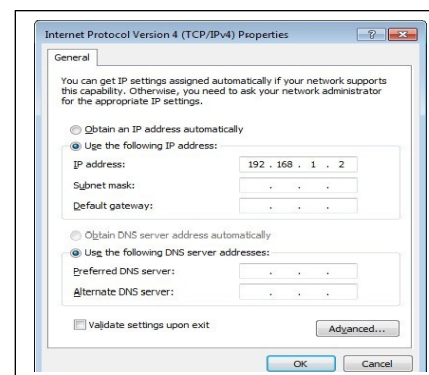 Internet Protocol Version 4 (TCP/IPv4) Properties
General
You can get IP settings assigned automatically if your network supports
this capability. Otherwise, you need to ask your network administrator
for the appropriate IP settings.
Obtain an IP address automatically
Use the following IP address:
IP address: 192 . 168 . 1 . 2
Subnet mask: . . .
Default gateway: . . .
Obtain DNS server address automatically
Use the following DNS server addresses:
Preferred DNS server: . . .
Alternate DNS server: . . .
Validate settings upon exit
Advanced...
OK Cancel